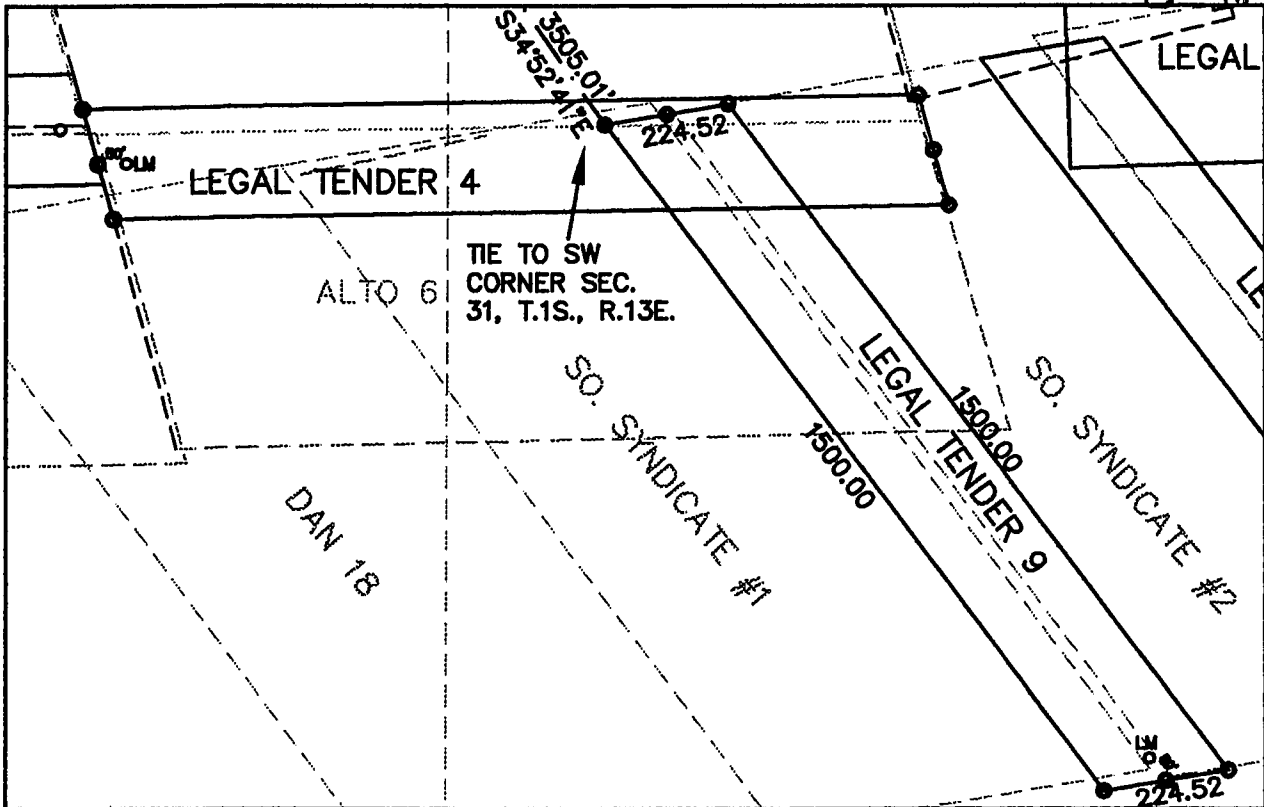 3505.01'
S34°52'41"E
LEGAL
224.52
80'
LM
LEGAL TENDER 4
TIE TO SW
CORNER SEC.
31, T.1S., R.13E.
ALTO 6
LEGAL TENDER 9
1500.00
1500.00
SO. SYNDICATE #1
SO. SYNDICATE #2
DAN 18
LM
224.52